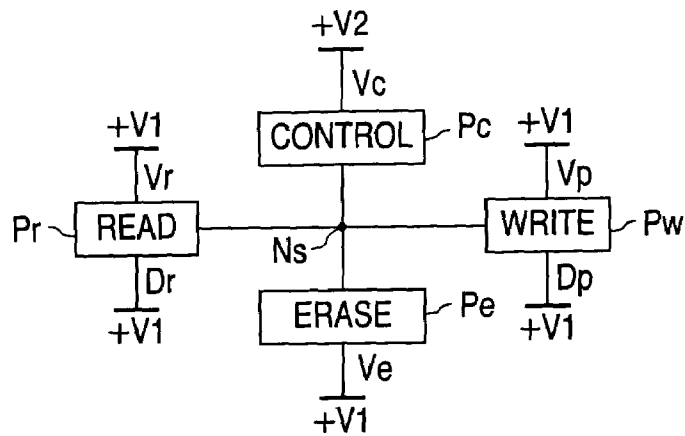 +V2
Vc
CONTROL
Pc
+V1
Vr
Pr
READ
Dr
+V1
Ns
+V1
Vp
WRITE
Pw
Dp
+V1
ERASE
Pe
Ve
+V1